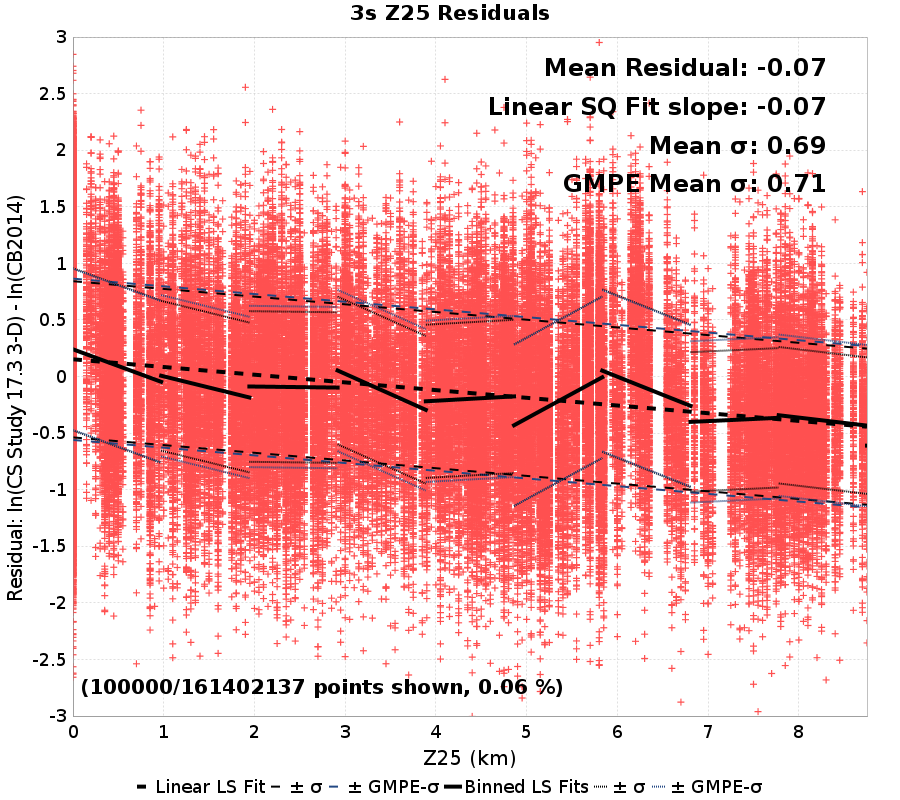 3s Z25 Residuals
Mean Residual: -0.07
Linear SQ Fit slope: -0.07
Mean σ: 0.69
GMPE Mean σ: 0.71
3
2.5
2
1.5
1
0.5
0
-0.5
-1
-1.5
-2
-2.5
-3
Residual: ln(CS Study 17.3 3-D) - ln(CB2014)
(100000/161402137 points shown, 0.06 %)
0 1 2 3 4 5 6 7 8
Z25 (km)
Linear LS Fit ± σ ± GMPE-σ Binned LS Fits ± σ ± GMPE-σ